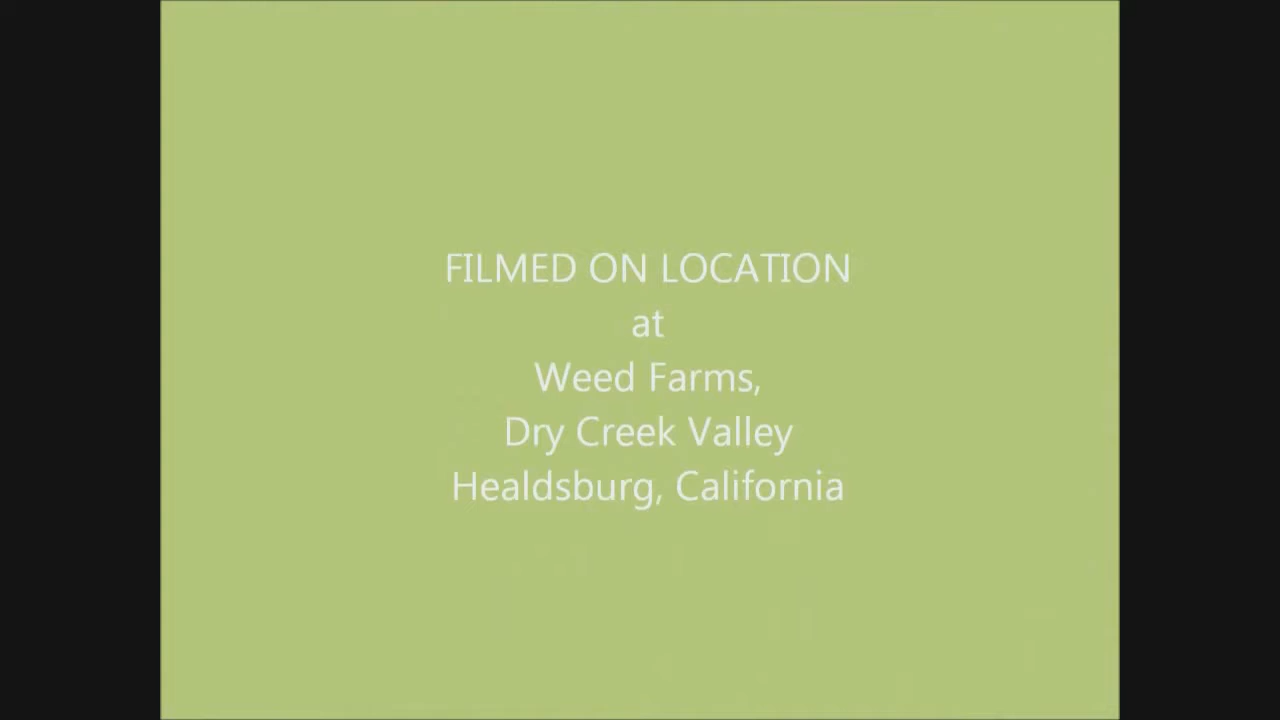 FILMED ON LOCATION
at
Weed Farms,
Dry Creek Valley
Healdsburg, California